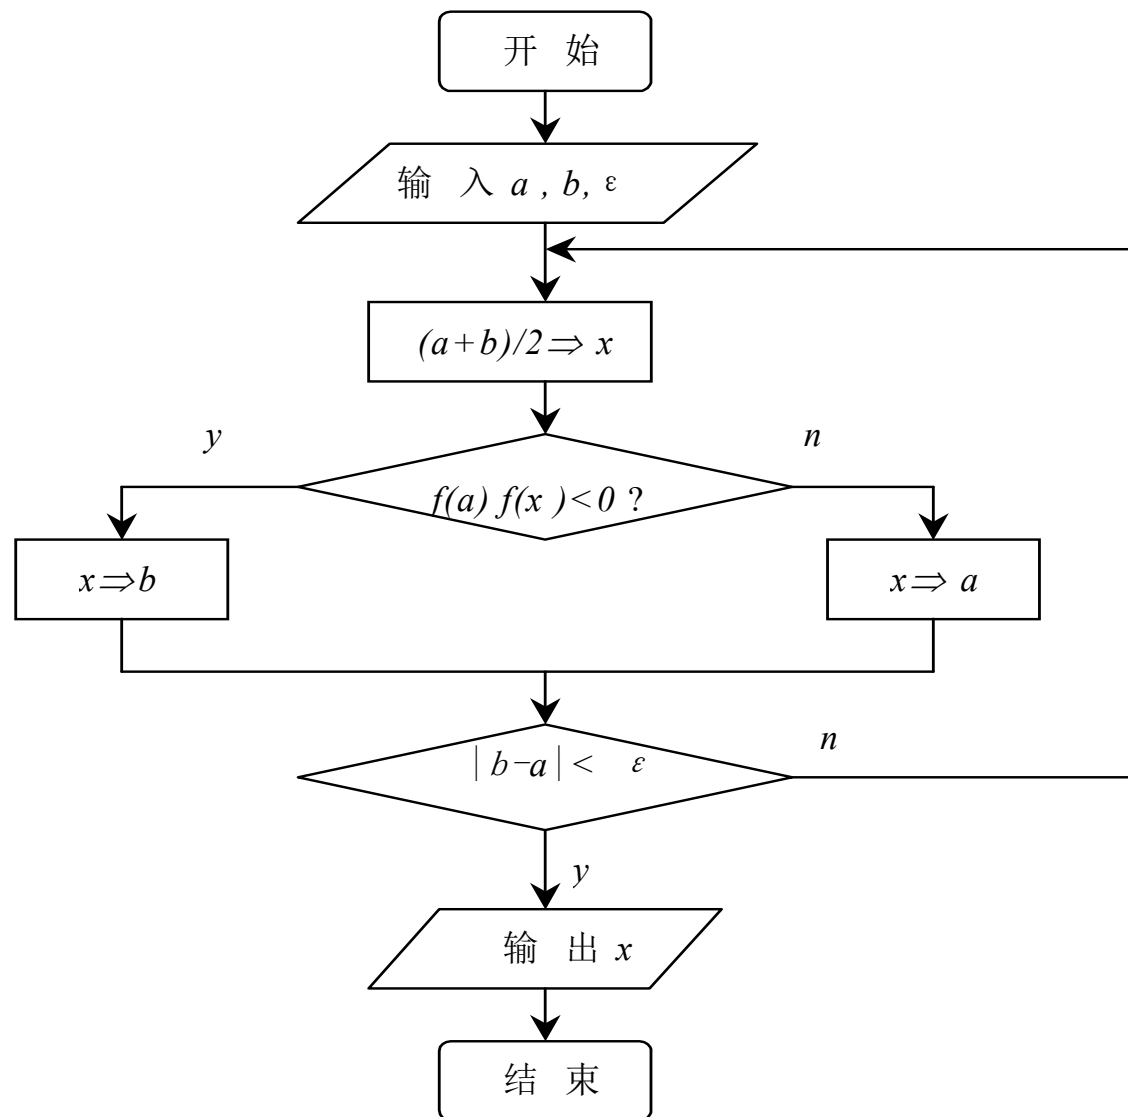 开 始
输 入 a , b, ε
(a+b)/2⇒ x
y
n
f(a) f(x )<0 ?
x⇒b
x⇒ a
|b-a|< ε
n
y
输 出 x
结 束